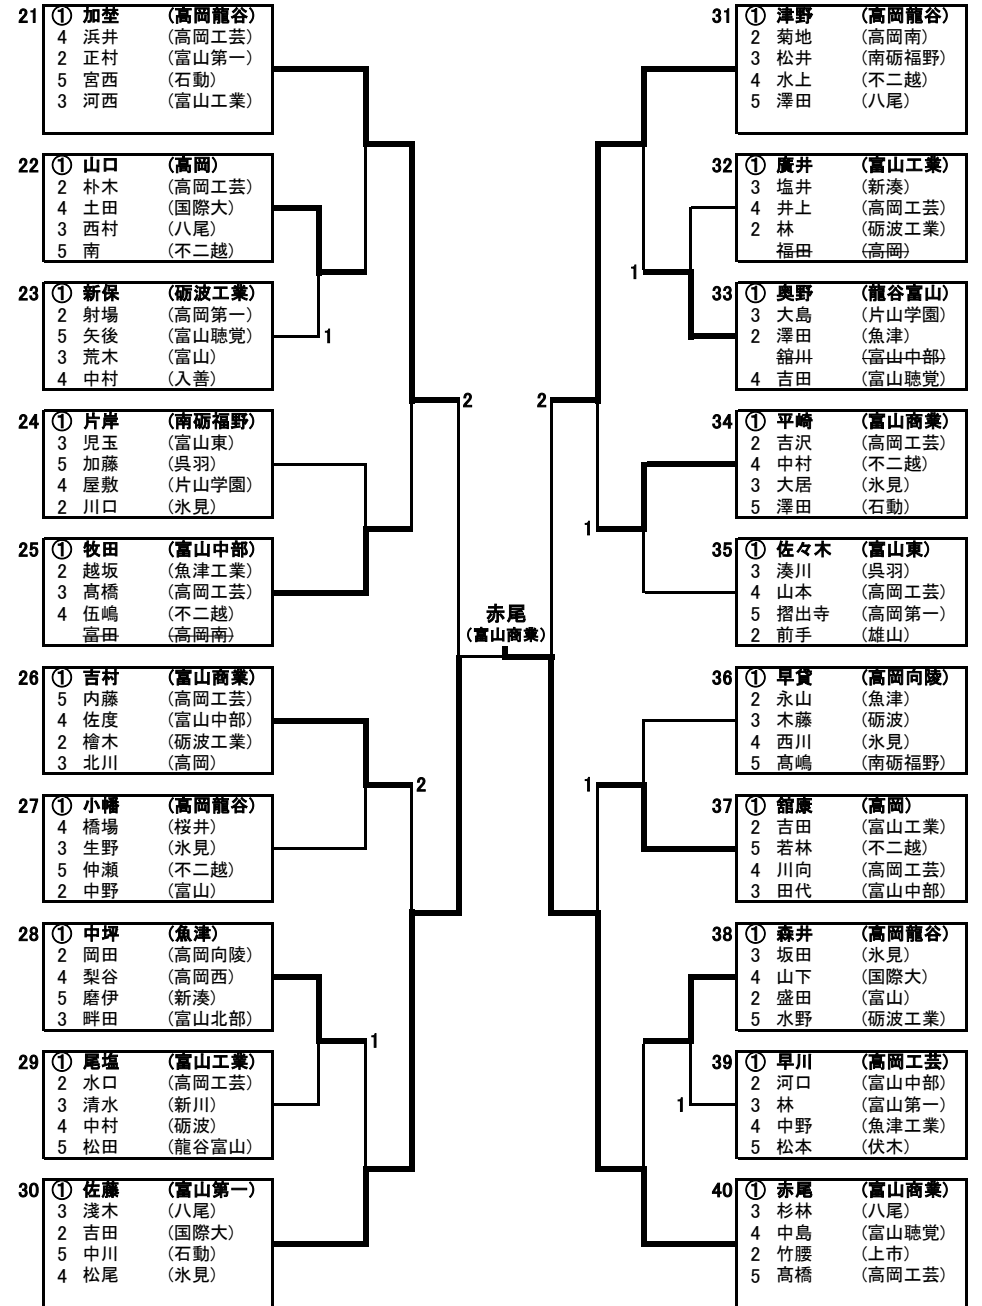 21 ① 加埜 (高岡龍谷)
4 浜井 (高岡工芸)
2 正村 (富山第一)
5 宮西 (石動)
3 河西 (富山工業)
22 ① 山口 (高岡)
2 朴木 (高岡工芸)
4 土田 (国際大)
3 西村 (八尾)
5 南 (不二越)
23 ① 新保 (砺波工業)
2 射場 (高岡第一)
5 矢後 (富山聴覚)
3 荒木 (富山)
4 中村 (入善)
1
24 ① 片岸 (南砺福野)
3 児玉 (富山東)
5 加藤 (呉羽)
4 屋敷 (片山学園)
2 川口 (氷見)
2
25 ① 牧田 (富山中部)
2 越坂 (魚津工業)
3 髙橋 (高岡工芸)
4 伍嶋 (不二越)
富田 (高岡南)
26 ① 吉村 (富山商業)
5 内藤 (高岡工芸)
4 佐度 (富山中部)
2 檜木 (砺波工業)
3 北川 (高岡)
2
27 ① 小幡 (高岡龍谷)
4 橋場 (桜井)
3 生野 (氷見)
5 仲瀬 (不二越)
2 中野 (富山)
28 ① 中坪 (魚津)
2 岡田 (高岡向陵)
4 梨谷 (高岡西)
5 磨伊 (新湊)
3 畔田 (富山北部)
1
29 ① 尾塩 (富山工業)
2 水口 (高岡工芸)
3 清水 (新川)
4 中村 (砺波)
5 松田 (龍谷富山)
30 ① 佐藤 (富山第一)
3 淺木 (八尾)
2 吉田 (国際大)
5 中川 (石動)
4 松尾 (氷見)
赤尾
(富山商業)
31 ① 津野 (高岡龍谷)
2 菊地 (高岡南)
3 松井 (南砺福野)
4 水上 (不二越)
5 澤田 (八尾)
32 ① 廣井 (富山工業)
3 塩井 (新湊)
4 井上 (高岡工芸)
2 林 (砺波工業)
福田 (高岡)
1
33 ① 奥野 (龍谷富山)
3 大島 (片山学園)
2 澤田 (魚津)
舘川 (富山中部)
4 吉田 (富山聴覚)
2
34 ① 平崎 (富山商業)
2 吉沢 (高岡工芸)
4 中村 (不二越)
3 大居 (氷見)
5 澤田 (石動)
1
35 ① 佐々木 (富山東)
3 湊川 (呉羽)
4 山本 (高岡工芸)
5 摺出寺 (高岡第一)
2 前手 (雄山)
36 ① 早貸 (高岡向陵)
2 永山 (魚津)
3 木藤 (砺波)
4 西川 (氷見)
5 髙嶋 (南砺福野)
1
37 ① 舘康 (高岡)
2 吉田 (富山工業)
5 若林 (不二越)
4 川向 (高岡工芸)
3 田代 (富山中部)
38 ① 森井 (高岡龍谷)
3 坂田 (氷見)
4 山下 (国際大)
2 盛田 (富山)
5 水野 (砺波工業)
39 ① 早川 (高岡工芸)
2 河口 (富山中部)
1
3 林 (富山第一)
4 中野 (魚津工業)
5 松本 (伏木)
40 ① 赤尾 (富山商業)
3 杉林 (八尾)
4 中島 (富山聴覚)
2 竹腰 (上市)
5 髙橋 (高岡工芸)